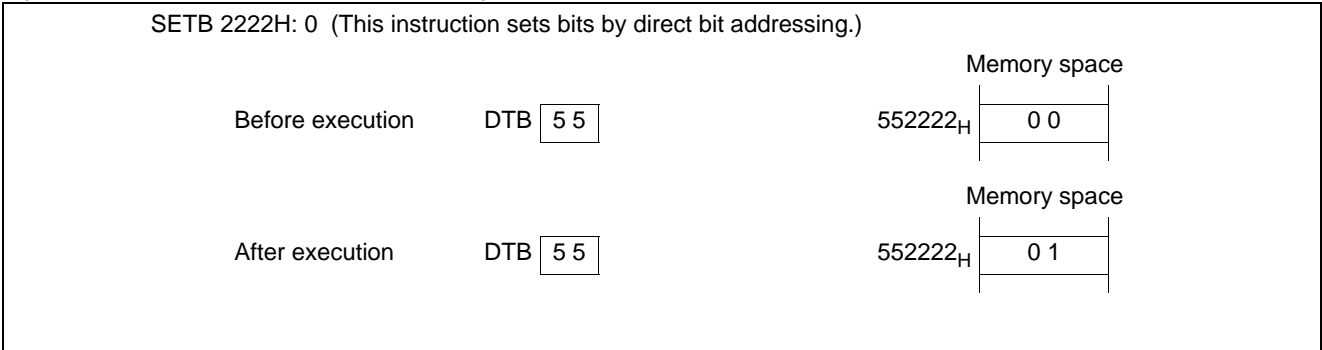 SETB 2222H: 0 (This instruction sets bits by direct bit addressing.)
Memory space
Before execution DTB 5 5 552222H 0 0
Memory space
After execution DTB 5 5 552222H 0 1